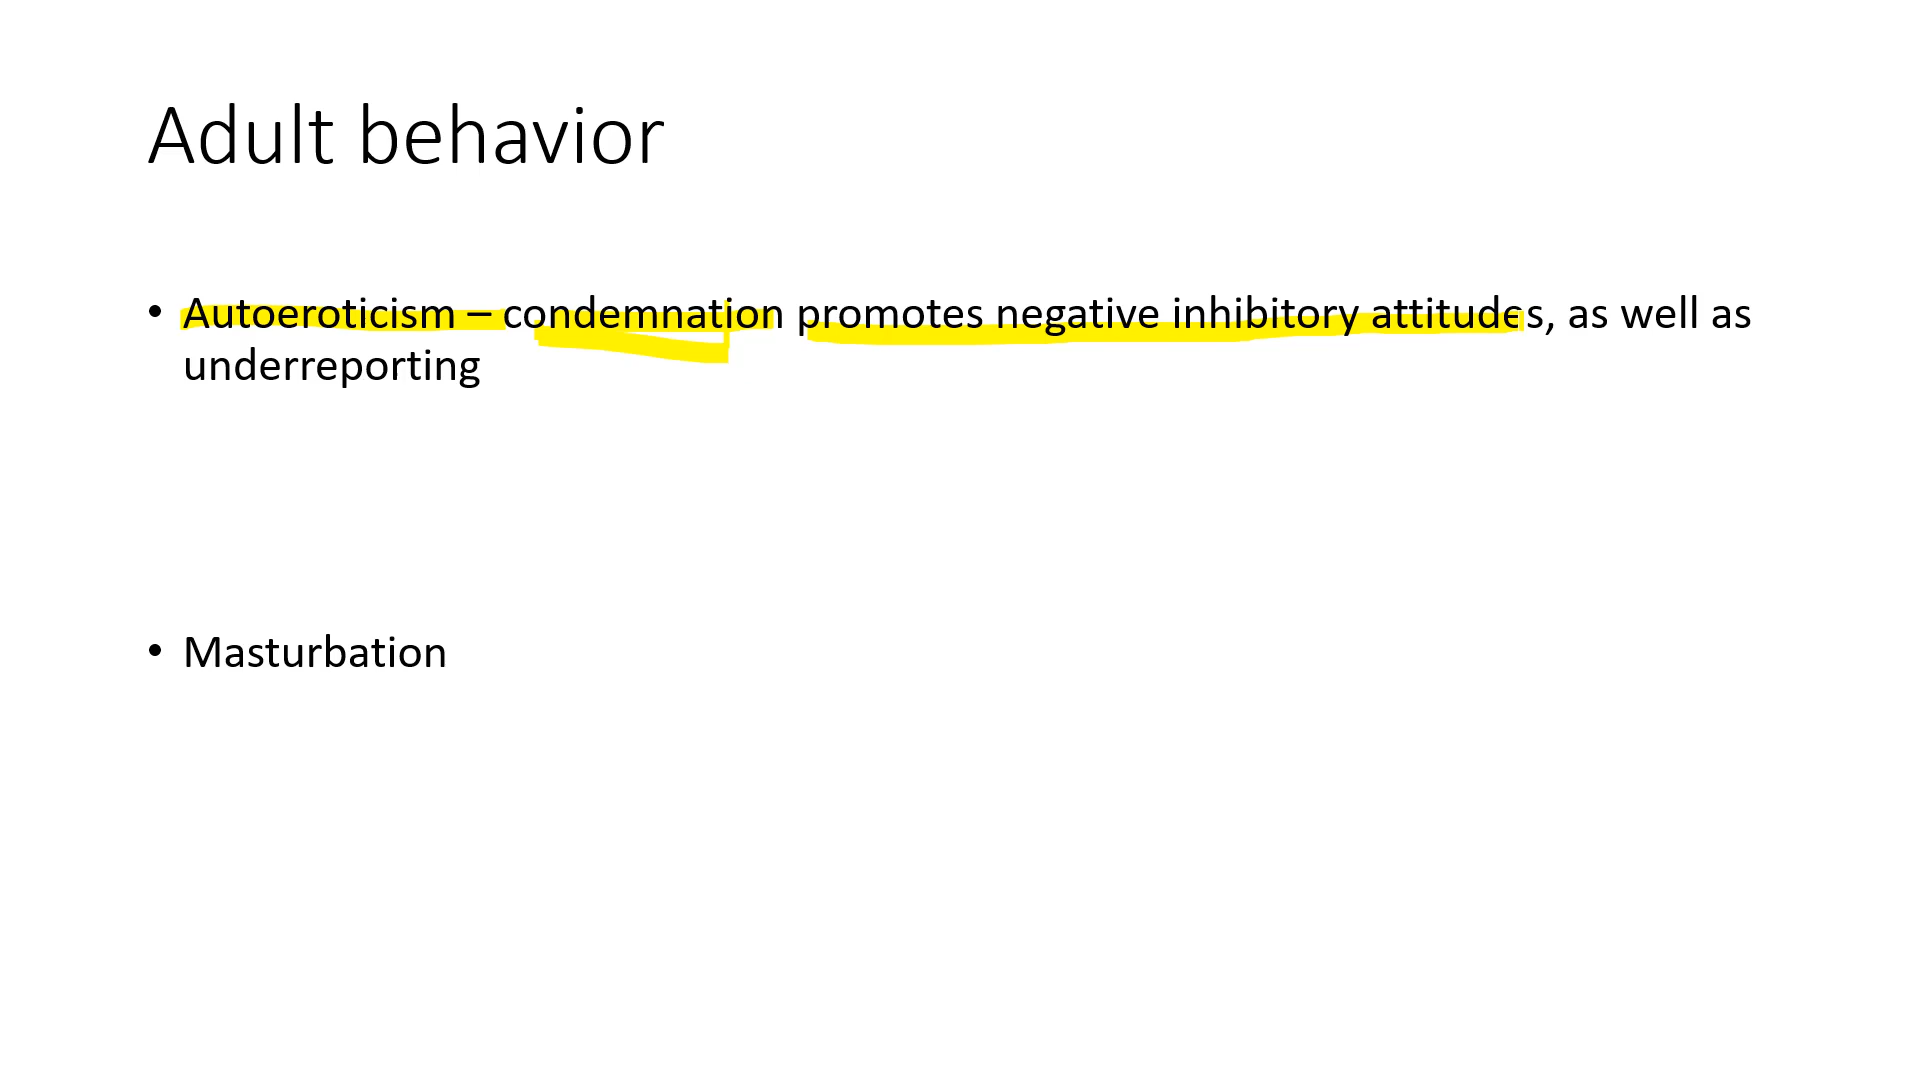 Adult behavior
• Autoeroticism – condemnation promotes negative inhibitory attitudes, as well as
underreporting
• Masturbation